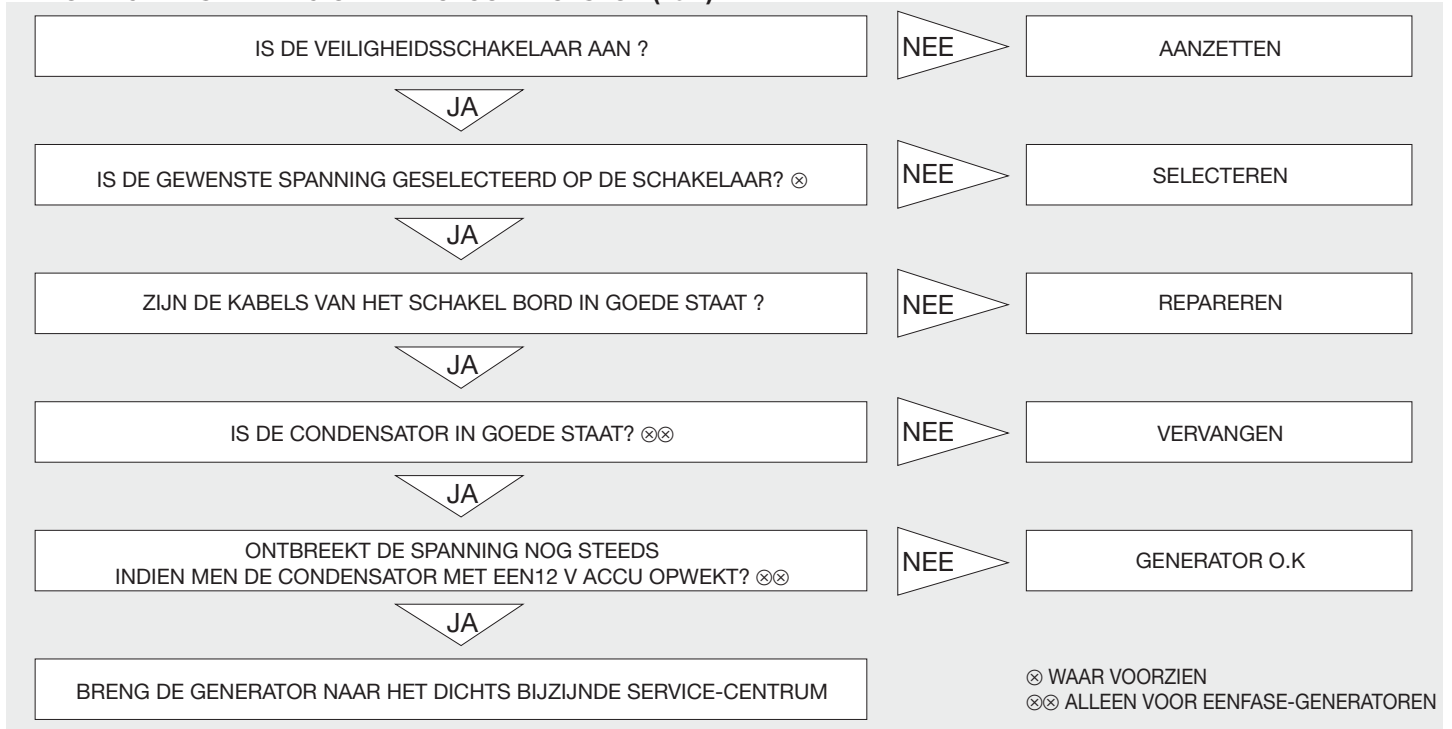 IS DE VEILIGHEIDSSCHAKELAAR AAN ?
NEE
AANZETTEN
JA
IS DE GEWENSTE SPANNING GESELECTEERD OP DE SCHAKELAAR? ⊗
NEE
SELECTEREN
JA
ZIJN DE KABELS VAN HET SCHAKEL BORD IN GOEDE STAAT ?
NEE
REPAREREN
JA
IS DE CONDENSATOR IN GOEDE STAAT? ⊗⊗
NEE
VERVANGEN
JA
ONTBREEKT DE SPANNING NOG STEEDS
INDIEN MEN DE CONDENSATOR MET EEN12 V ACCU OPWEKT? ⊗⊗
NEE
GENERATOR O.K
JA
BRENG DE GENERATOR NAAR HET DICHTS BIJZIJNDE SERVICE-CENTRUM
⊗ WAAR VOORZIEN
⊗⊗ ALLEEN VOOR EENFASE-GENERATOREN